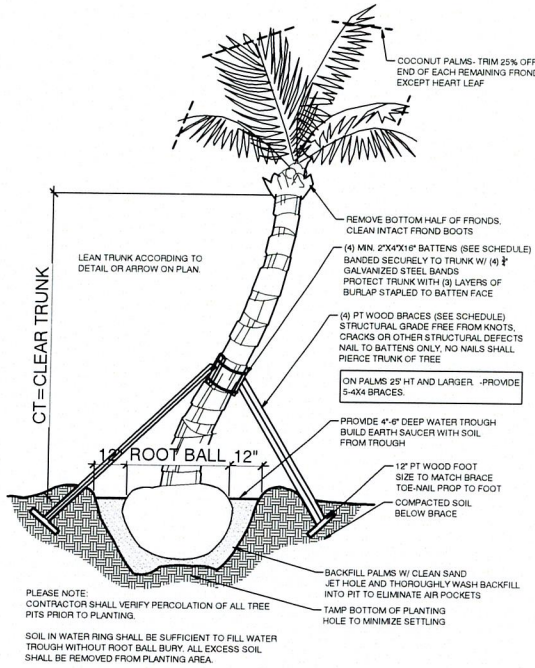 COCONUT PALMS- TRIM 25% OFF
END OF EACH REMAINING FROND
EXCEPT HEART LEAF
REMOVE BOTTOM HALF OF FRONDS,
CLEAN INTACT FROND BOOTS
LEAN TRUNK ACCORDING TO
DETAIL OR ARROW ON PLAN.
(4) MIN. 2"X4"X16" BATTENS (SEE SCHEDULE)
BANDED SECURELY TO TRUNK W/ (4) ¾"
GALVANIZED STEEL BANDS
PROTECT TRUNK WITH (3) LAYERS OF
BURLAP STAPLED TO BATTEN FACE
CT= CLEAR TRUNK
(4) PT WOOD BRACES (SEE SCHEDULE)
STRUCTURAL GRADE FREE FROM KNOTS,
CRACKS OR OTHER STRUCTURAL DEFECTS
NAIL TO BATTENS ONLY, NO NAILS SHALL
PIERCE TRUNK OF TREE
ON PALMS 25' HT AND LARGER. -PROVIDE
5-4X4 BRACES.
PROVIDE 4"-6" DEEP WATER TROUGH
BUILD EARTH SAUCER WITH SOIL
FROM TROUGH
12" ROOT BALL 12"
12" PT WOOD FOOT
SIZE TO MATCH BRACE
TOE-NAIL PROP TO FOOT
COMPACTED SOIL
BELOW BRACE
BACKFILL PALMS W/ CLEAN SAND
JET HOLE AND THOROUGHLY WASH BACKFILL
INTO PIT TO ELIMINATE AIR POCKETS
TAMP BOTTOM OF PLANTING
HOLE TO MINIMIZE SETTLING
PLEASE NOTE:
CONTRACTOR SHALL VERIFY PERCOLATION OF ALL TREE
PITS PRIOR TO PLANTING.
SOIL IN WATER RING SHALL BE SUFFICIENT TO FILL WATER
TROUGH WITHOUT ROOT BALL BURY. ALL EXCESS SOIL
SHALL BE REMOVED FROM PLANTING AREA.